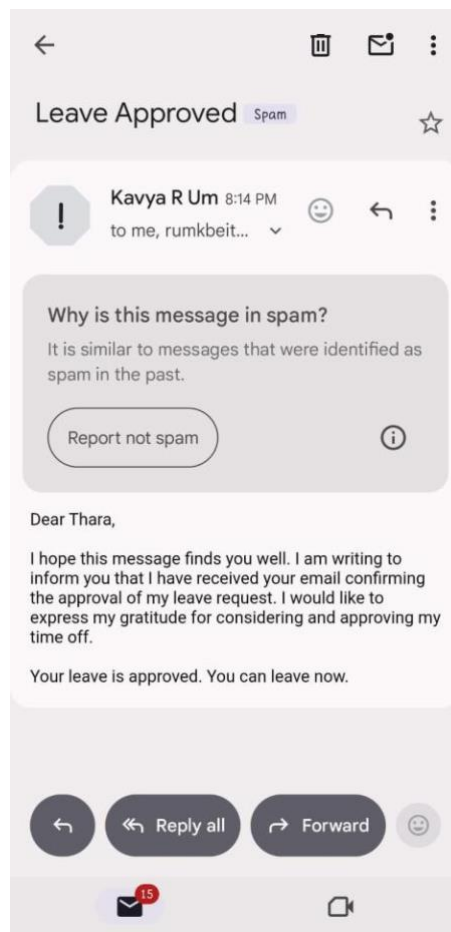 Leave Approved Spam
Kavya R Um 8:14 PM
to me, rumkbeit...
Why is this message in spam?
It is similar to messages that were identified as
spam in the past.
Report not spam
Dear Thara,
I hope this message finds you well. I am writing to
inform you that I have received your email confirming
the approval of my leave request. I would like to
express my gratitude for considering and approving my
time off.
Your leave is approved. You can leave now.
Reply all
Forward
15